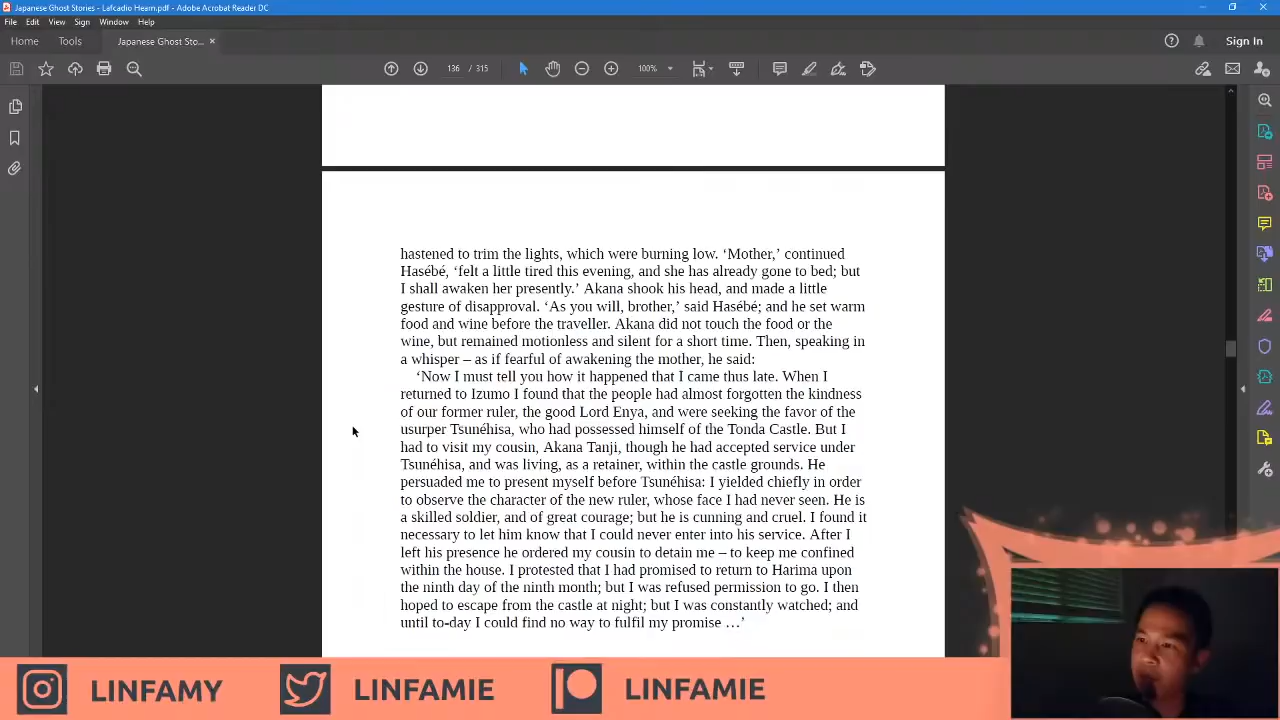 Japanese Ghost Stories - Lafcadio Hearn.pdf - Adobe Acrobat Reader DC
File Edit View Sign Window Help
Home Tools Japanese Ghost Sto... × Sign In
136 / 315 100%
hastened to trim the lights, which were burning low. ‘Mother,’ continued
Hasébé, ‘felt a little tired this evening, and she has already gone to bed; but
I shall awaken her presently.’ Akana shook his head, and made a little
gesture of disapproval. ‘As you will, brother,’ said Hasébé; and he set warm
food and wine before the traveller. Akana did not touch the food or the
wine, but remained motionless and silent for a short time. Then, speaking in
a whisper – as if fearful of awakening the mother, he said:
‘Now I must tell you how it happened that I came thus late. When I
returned to Izumo I found that the people had almost forgotten the kindness
of our former ruler, the good Lord Enya, and were seeking the favor of the
usurper Tsunéhisa, who had possessed himself of the Tonda Castle. But I
had to visit my cousin, Akana Tanji, though he had accepted service under
Tsunéhisa, and was living, as a retainer, within the castle grounds. He
persuaded me to present myself before Tsunéhisa: I yielded chiefly in order
to observe the character of the new ruler, whose face I had never seen. He is
a skilled soldier, and of great courage; but he is cunning and cruel. I found it
necessary to let him know that I could never enter into his service. After I
left his presence he ordered my cousin to detain me – to keep me confined
within the house. I protested that I had promised to return to Harima upon
the ninth day of the ninth month; but I was refused permission to go. I then
hoped to escape from the castle at night; but I was constantly watched; and
until to-day I could find no way to fulfil my promise …’
LINFAMY LINFAMIE LINFAMIE